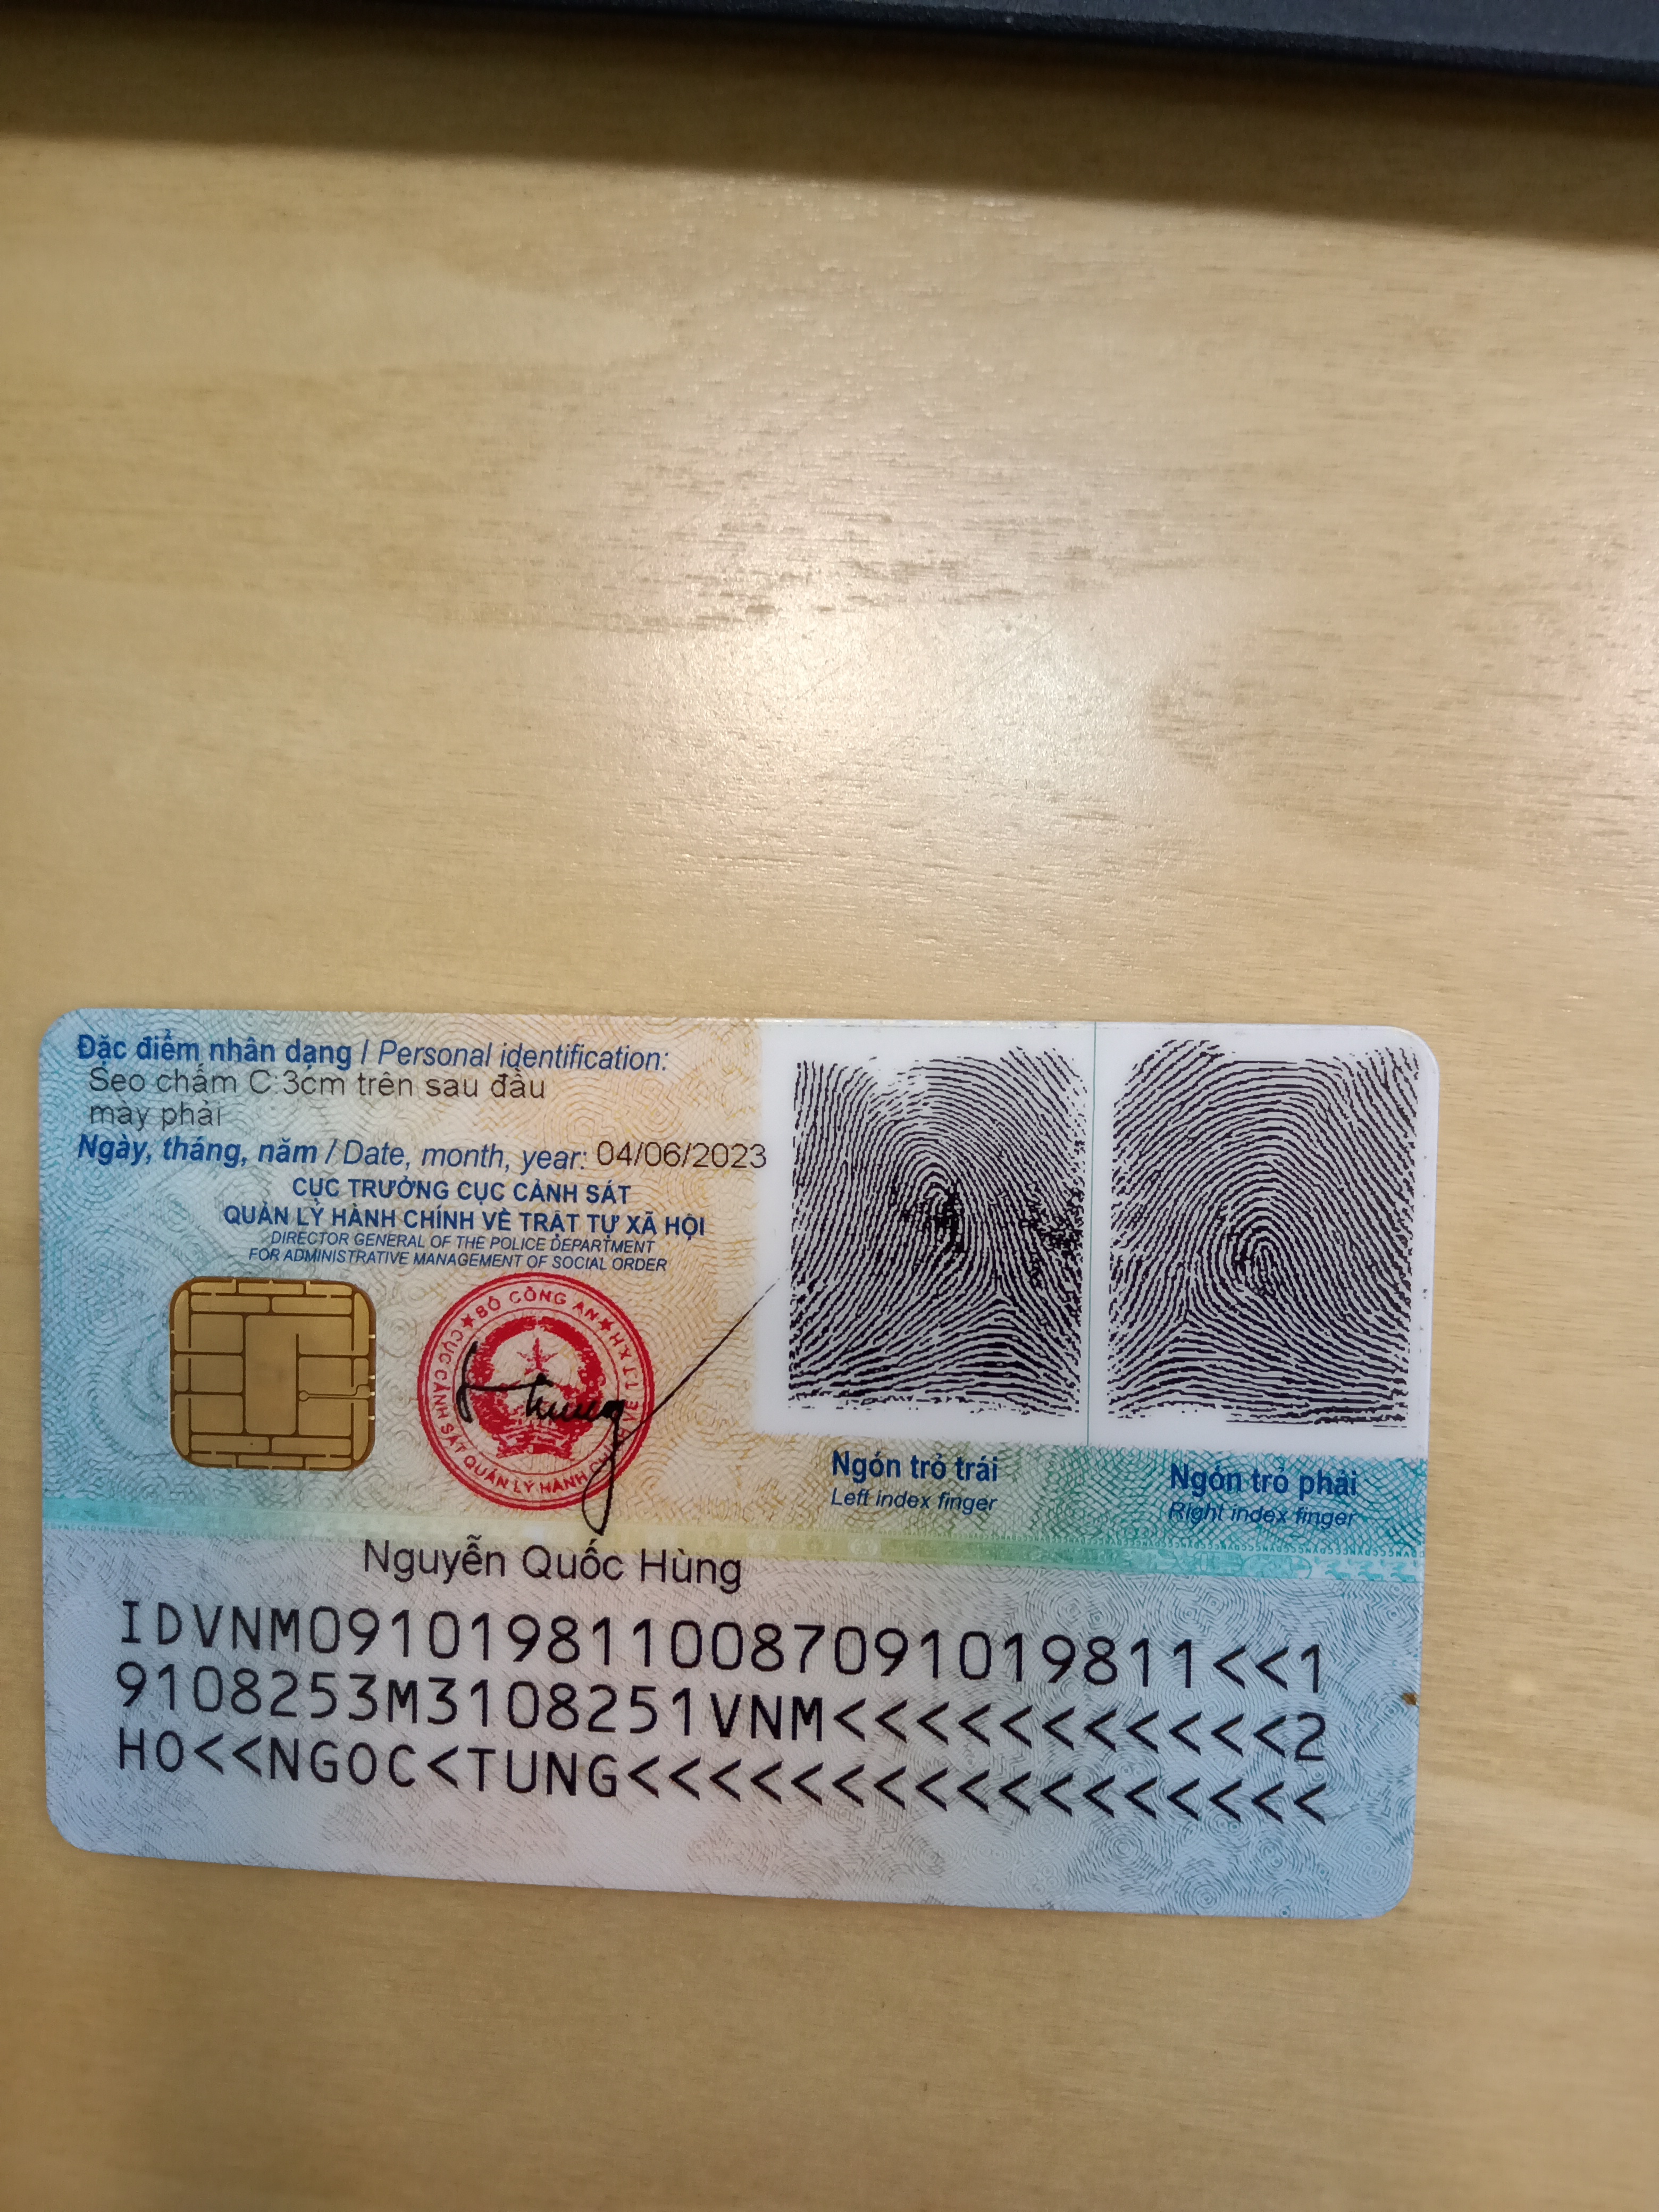 Đặc điểm nhân dạng / Personal identification:
Sẹo chấm C:3cm trên sau đầu
mày phải
Ngày, tháng, năm / Date, month, year: 04/06/2023
CỤC TRƯỞNG CỤC CẢNH SÁT
QUẢN LÝ HÀNH CHÍNH VỀ TRẬT TỰ XÃ HỘI
DIRECTOR GENERAL OF THE POLICE DEPARTMENT
FOR ADMINISTRATIVE MANAGEMENT OF SOCIAL ORDER
BỘ CÔNG AN
CỤC CẢNH SÁT QUẢN LÝ HÀNH
Ngón trỏ trái
Left index finger
Ngón trỏ phải
Right index finger
Nguyễn Quốc Hùng
IDVNM0910198110087091019811<<1
9108253M3108251VNM<<<<<<<<<<<2
HO<<NGOC<TUNG<<<<<<<<<<<<<<<<<